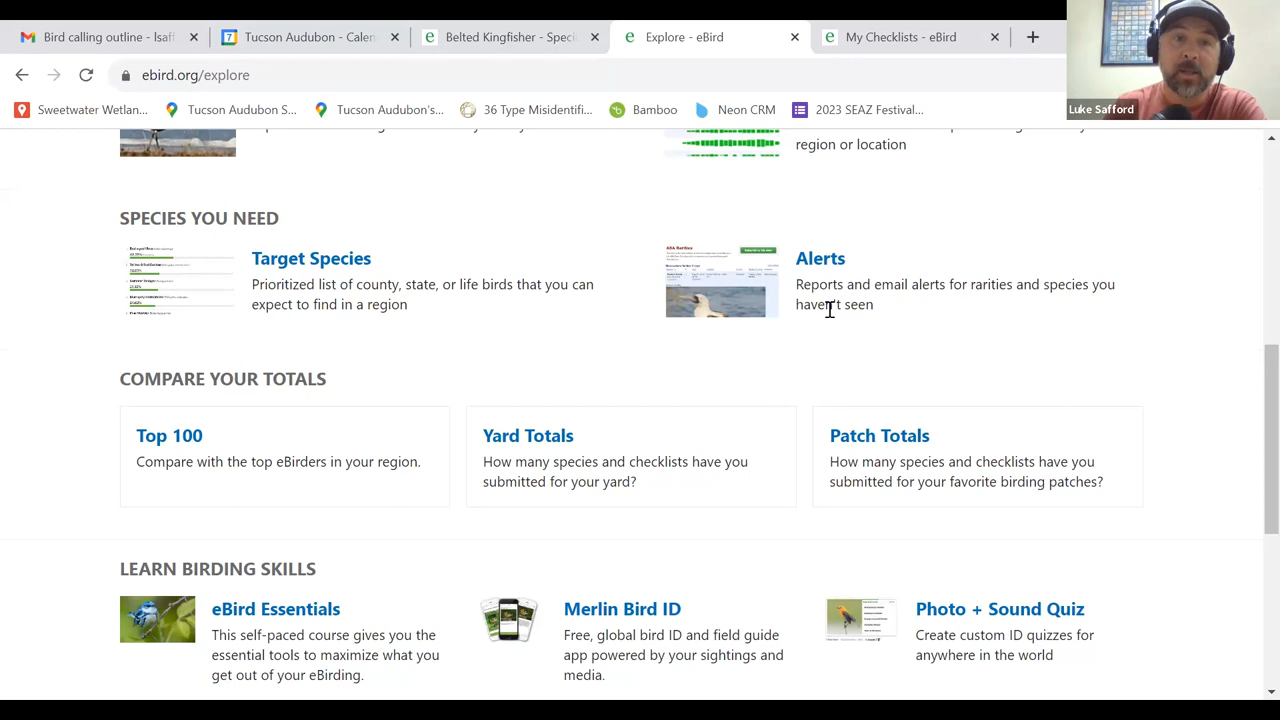 Bird calling outline - lsaff
Tucson Audubon - Calen
Belted Kingfisher - Speci
Explore - eBird
My Checklists - eBird
ebird.org/explore
Luke Safford
Sweetwater Wetlan...
Tucson Audubon S...
Tucson Audubon's...
36 Type Misidentifi...
Bamboo
Neon CRM
2023 SEAZ Festival...
region or location
SPECIES YOU NEED
Target Species
Prioritized list of county, state, or life birds that you can
expect to find in a region
Alerts
Reports and email alerts for rarities and species you
haven't seen
COMPARE YOUR TOTALS
Top 100
Compare with the top eBirders in your region.
Yard Totals
How many species and checklists have you
submitted for your yard?
Patch Totals
How many species and checklists have you
submitted for your favorite birding patches?
LEARN BIRDING SKILLS
eBird Essentials
This self-paced course gives you the
essential tools to maximize what you
get out of your eBirding.
Merlin Bird ID
Free, global bird ID and field guide
app powered by your sightings and
media.
Photo + Sound Quiz
Create custom ID quizzes for
anywhere in the world